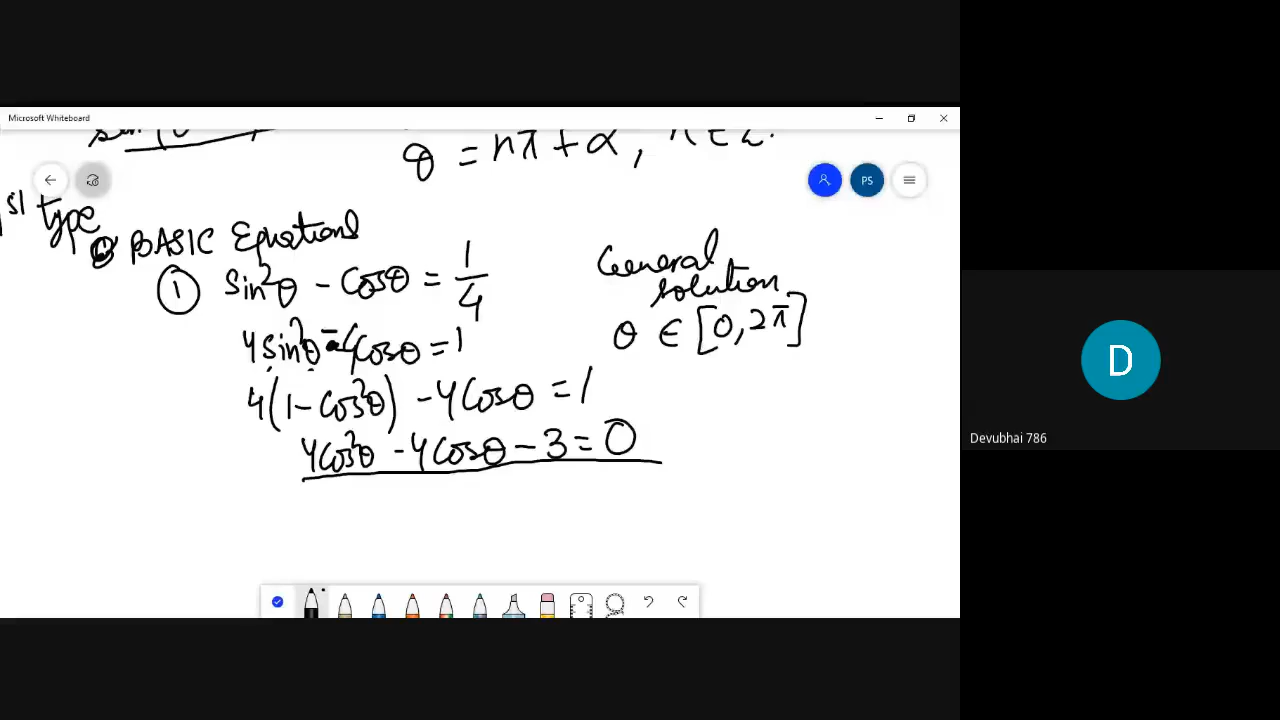 Microsoft Whiteboard
θ = nπ + α,
PS
1st type
BASIC Equations
① Sin²θ - Cosθ = 1/4
General solution
θ ∈ [0, 2π]
4Sin²θ - 4Cosθ = 1
4(1 - Cos²θ) - 4Cosθ = 1
4Cos²θ - 4Cosθ - 3 = 0
D
Devubhai 786